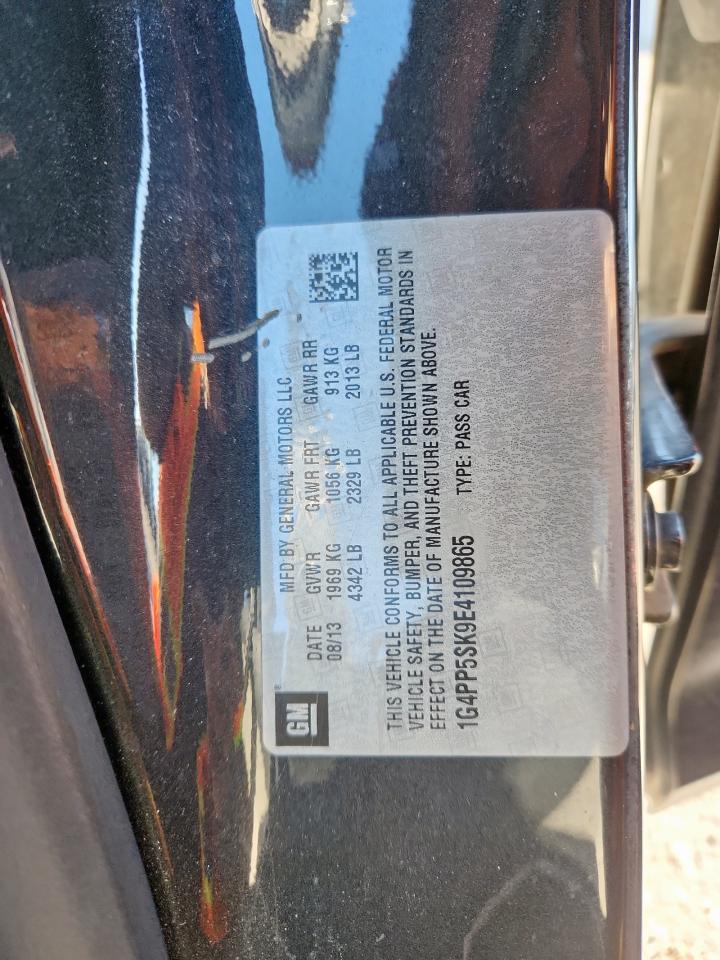 GM
MFD BY GENERAL MOTORS LLC
DATE GVWR GAWR FRT GAWR RR
08/13 1969 KG 1056 KG 913 KG
4342 LB 2329 LB 2013 LB
THIS VEHICLE CONFORMS TO ALL APPLICABLE U.S. FEDERAL MOTOR
VEHICLE SAFETY, BUMPER, AND THEFT PREVENTION STANDARDS IN
EFFECT ON THE DATE OF MANUFACTURE SHOWN ABOVE.
1G4PP5SK9E4109865 TYPE: PASS CAR